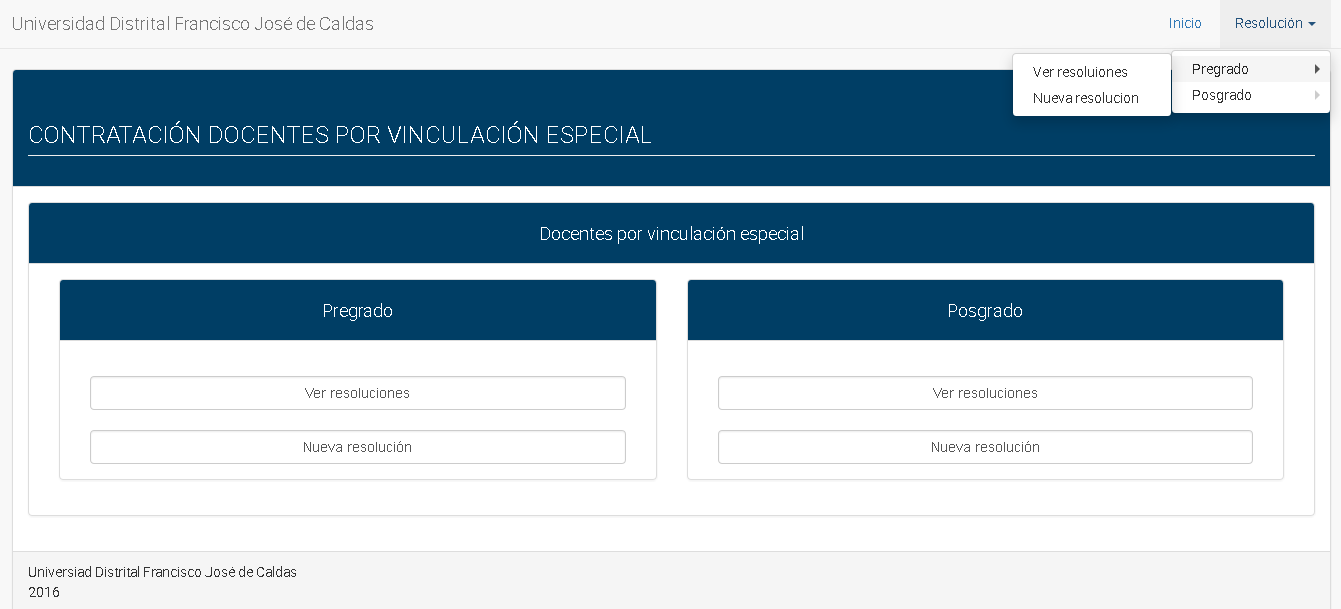 Universidad Distrital Francisco José de Caldas
Inicio
Resolución
Ver resoluiones
Nueva resolucion
Pregrado
Posgrado
CONTRATACIÓN DOCENTES POR VINCULACIÓN ESPECIAL
Docentes por vinculación especial
Pregrado
Ver resoluciones
Nueva resolución
Posgrado
Ver resoluciones
Nueva resolución
Universiad Distrital Francisco José de Caldas
2016